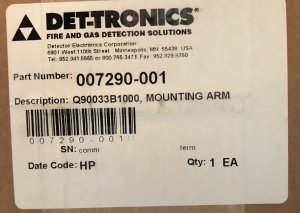 DET-TRONICS®
FIRE AND GAS DETECTION SOLUTIONS
Detector Electronics Corporation
6901 West 110th Street Minneapolis, MN 55438 USA
Tel: 952.941.5665 or 800.765.3473 Fax: 952.829.8750
Part Number: 007290-001
Description: Q90033B1000, MOUNTING ARM
007290-001
SN: comm term
Date Code: HP Qty: 1 EA